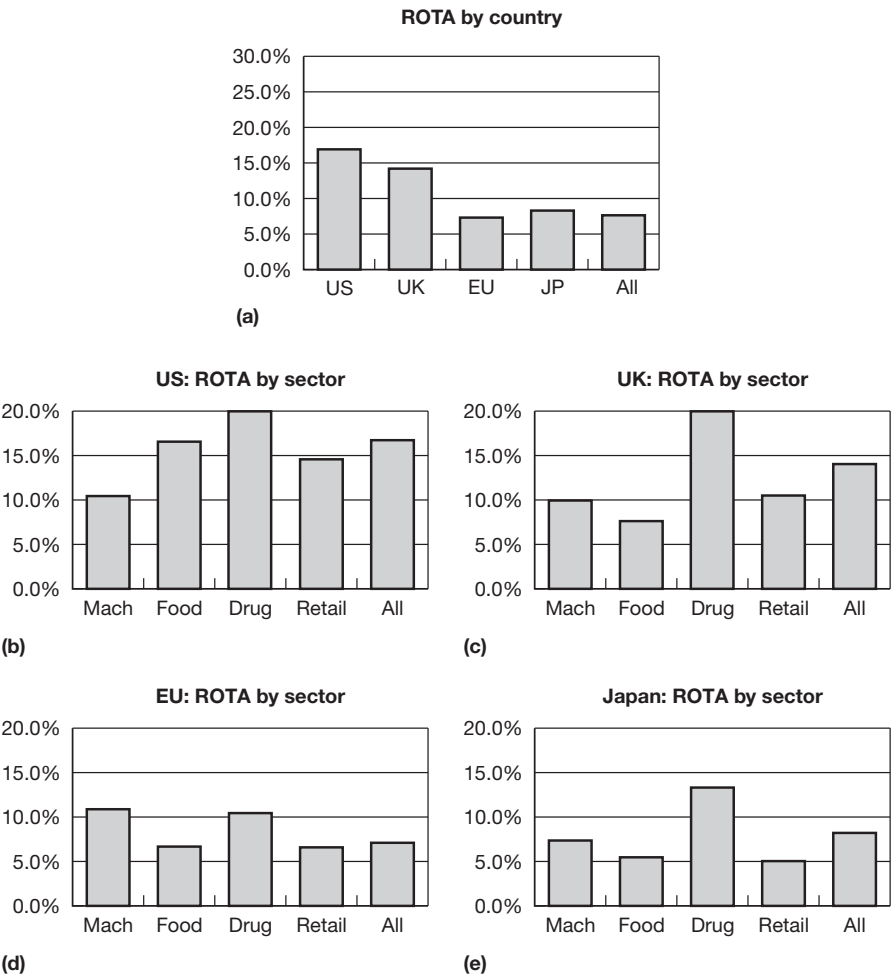 ROTA by country
30.0%
25.0%
20.0%
15.0%
10.0%
5.0%
0.0%
US UK EU JP All
(a)
US: ROTA by sector
20.0%
15.0%
10.0%
5.0%
0.0%
Mach Food Drug Retail All
(b)
UK: ROTA by sector
20.0%
15.0%
10.0%
5.0%
0.0%
Mach Food Drug Retail All
(c)
EU: ROTA by sector
20.0%
15.0%
10.0%
5.0%
0.0%
Mach Food Drug Retail All
(d)
Japan: ROTA by sector
20.0%
15.0%
10.0%
5.0%
0.0%
Mach Food Drug Retail All
(e)